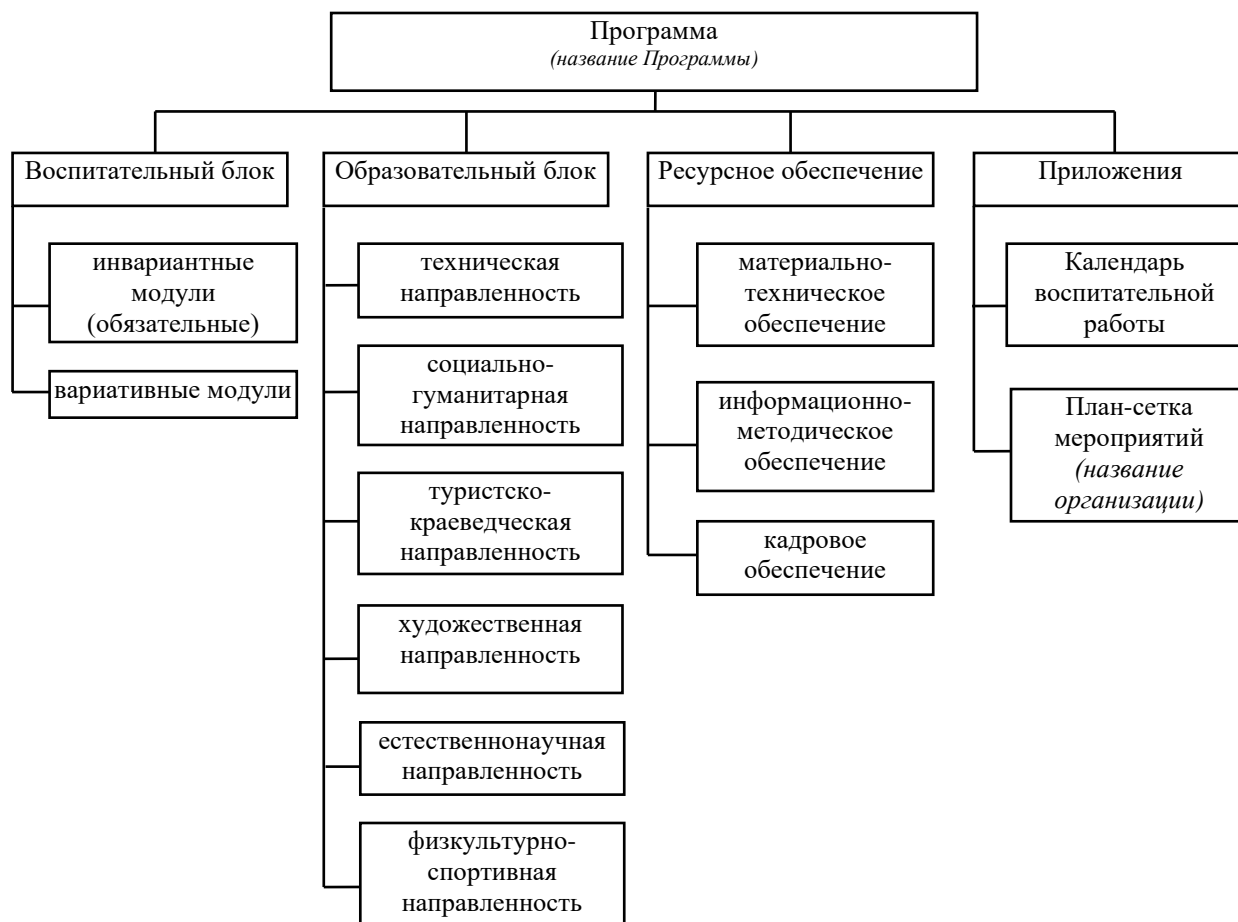 Программа
(название Программы)
Воспитательный блок
инвариантные
модули
(обязательные)
вариативные модули
Образовательный блок
техническая
направленность
социально-
гуманитарная
направленность
туристско-
краеведческая
направленность
художественная
направленность
естественнонаучная
направленность
физкультурно-
спортивная
направленность
Ресурсное обеспечение
материально-
техническое
обеспечение
информационно-
методическое
обеспечение
кадровое
обеспечение
Приложения
Календарь
воспитательной
работы
План-сетка
мероприятий
(название
организации)